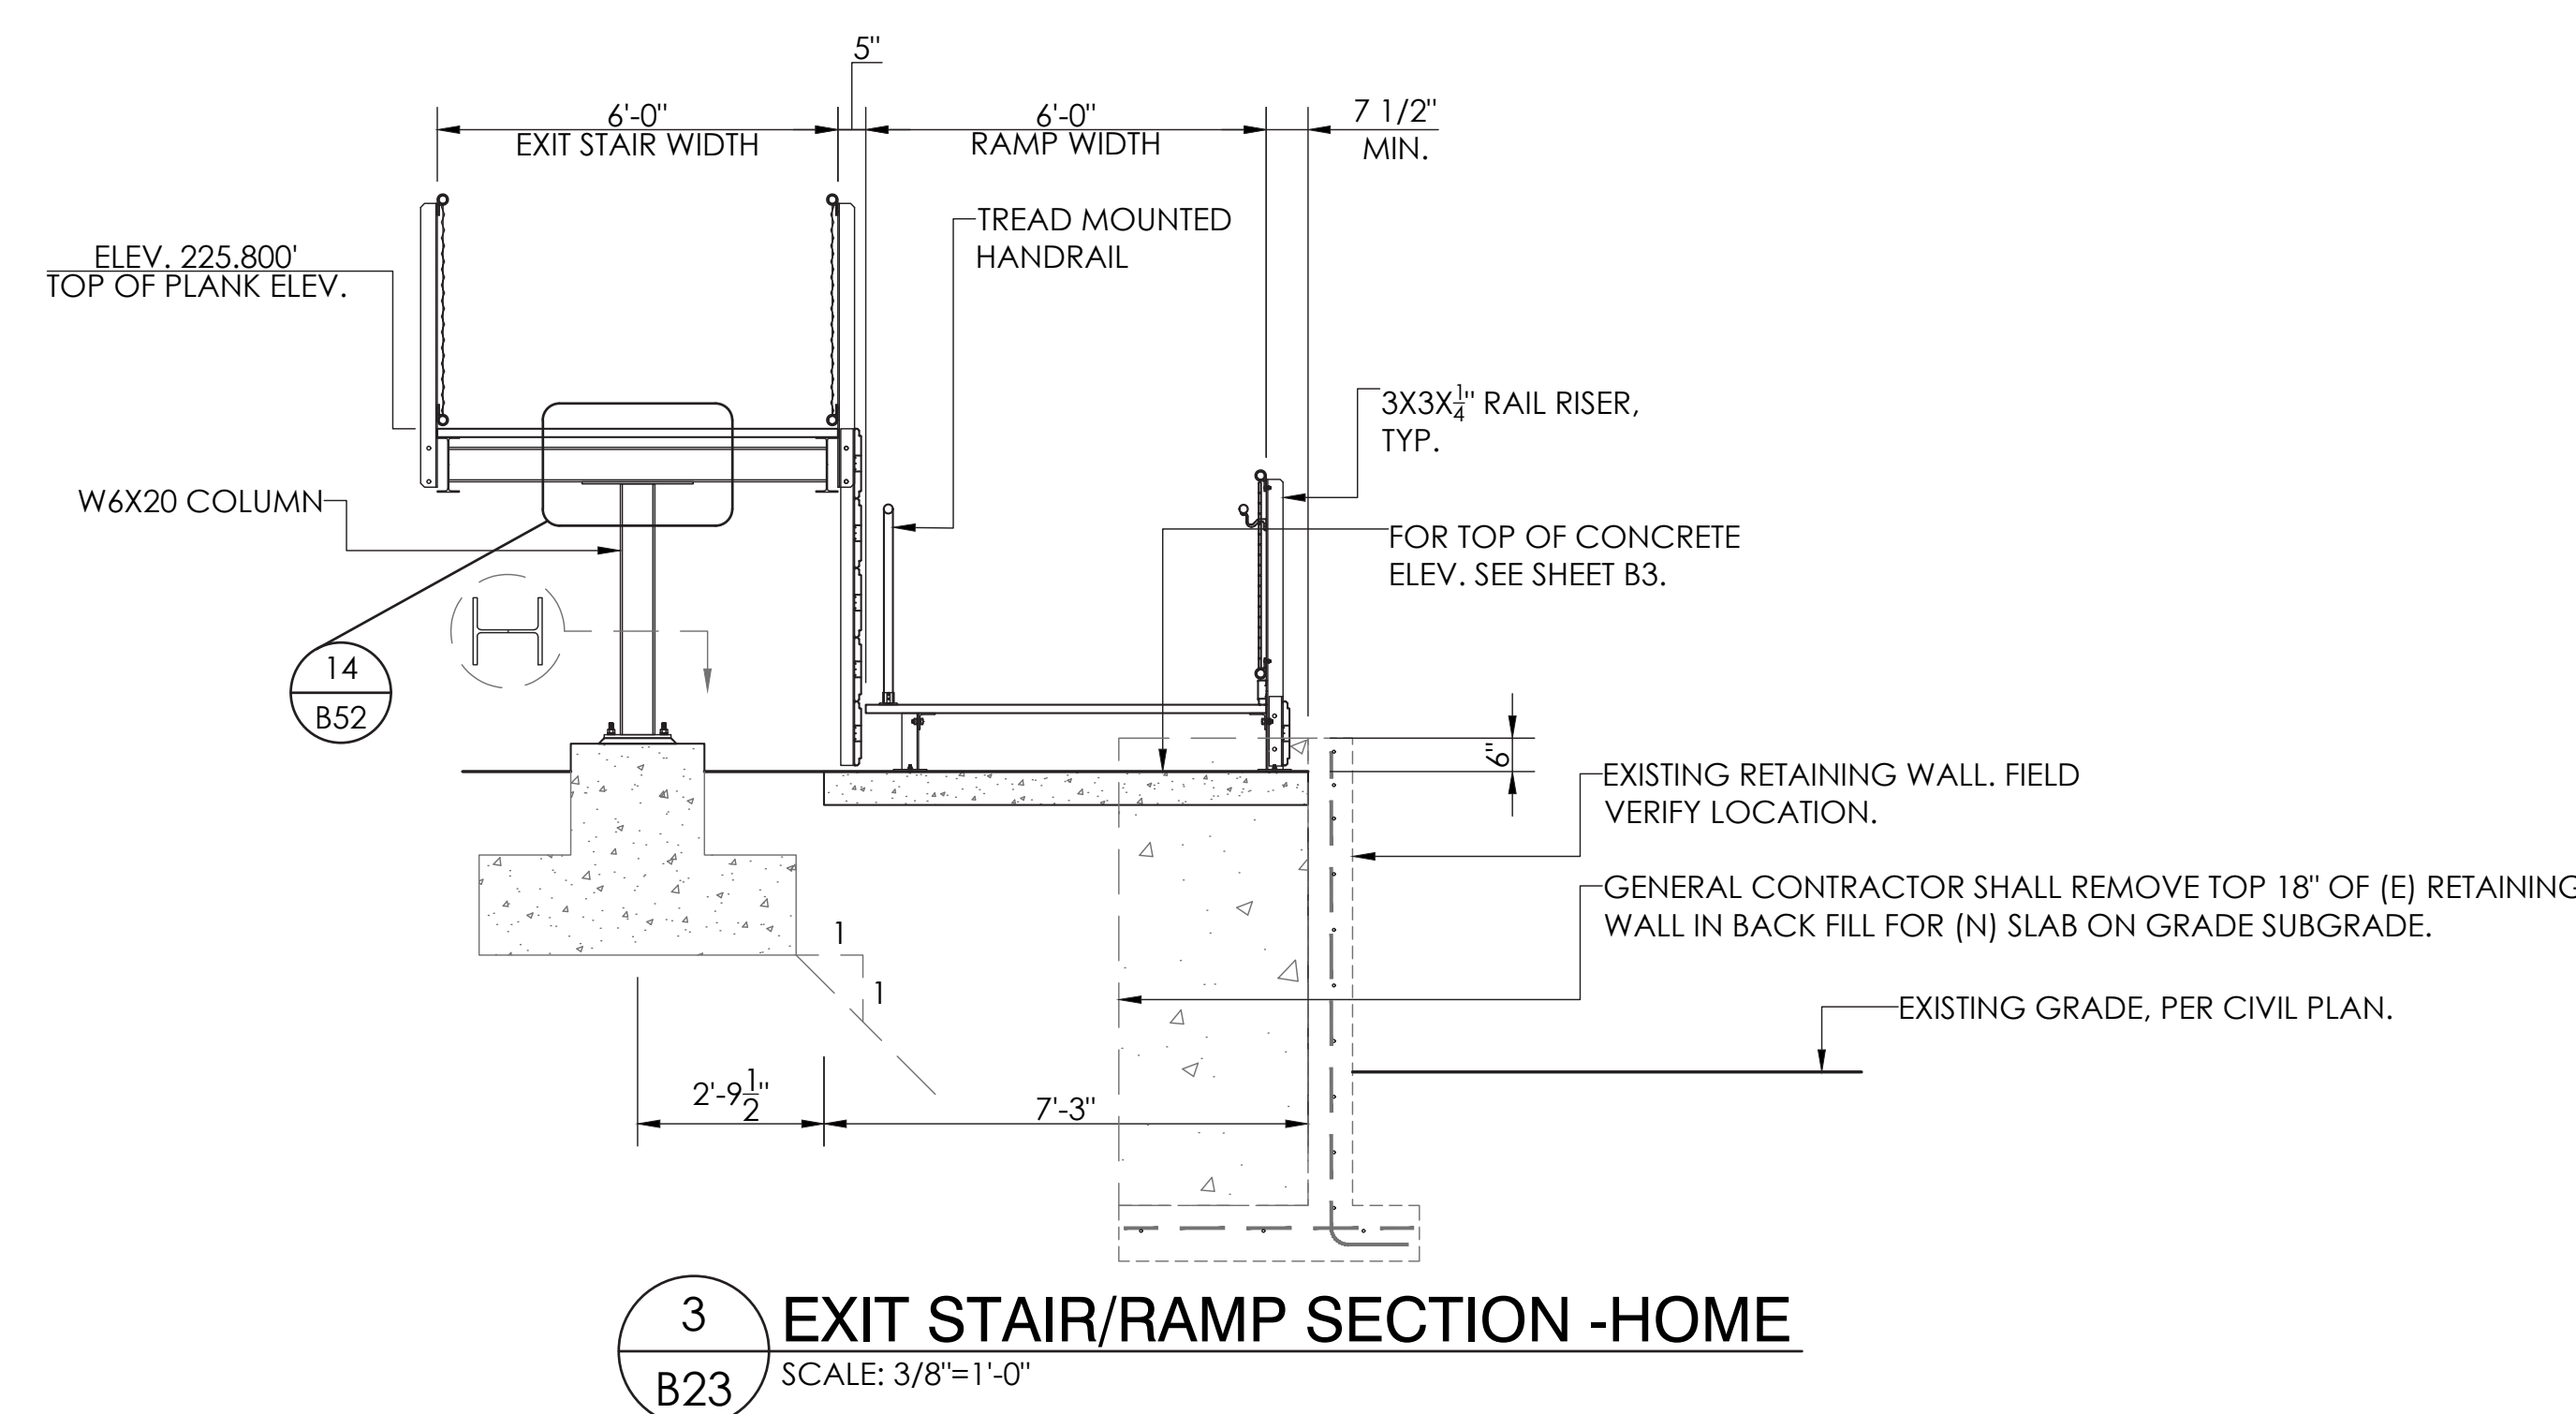 5"
6'-0"
EXIT STAIR WIDTH
6'-0"
RAMP WIDTH
7 1/2"
MIN.
TREAD MOUNTED
HANDRAIL
ELEV. 225.800'
TOP OF PLANK ELEV.
3X3X1/4" RAIL RISER,
TYP.
W6X20 COLUMN
FOR TOP OF CONCRETE
ELEV. SEE SHEET B3.
14
B52
6"
EXISTING RETAINING WALL. FIELD
VERIFY LOCATION.
GENERAL CONTRACTOR SHALL REMOVE TOP 18" OF (E) RETAINING
WALL IN BACK FILL FOR (N) SLAB ON GRADE SUBGRADE.
1
1
EXISTING GRADE, PER CIVIL PLAN.
2'-9 1/2"
7'-3"
3
B23
EXIT STAIR/RAMP SECTION -HOME
SCALE: 3/8"=1'-0"